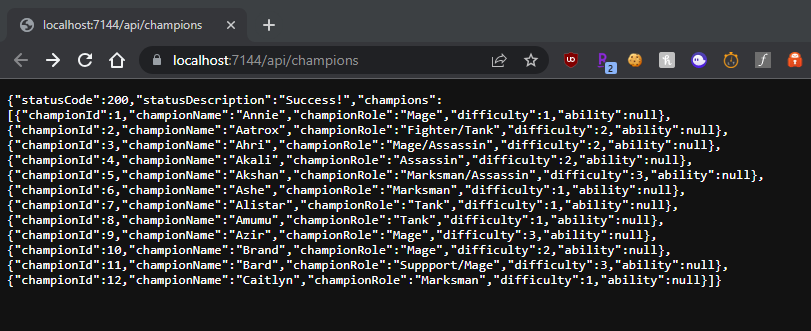 localhost:7144/api/champions
localhost:7144/api/champions
2
{"statusCode":200,"statusDescription":"Success!","champions":
[{"championId":1,"championName":"Annie","championRole":"Mage","difficulty":1,"ability":null},
{"championId":2,"championName":"Aatrox","championRole":"Fighter/Tank","difficulty":2,"ability":null},
{"championId":3,"championName":"Ahri","championRole":"Mage/Assassin","difficulty":2,"ability":null},
{"championId":4,"championName":"Akali","championRole":"Assassin","difficulty":2,"ability":null},
{"championId":5,"championName":"Akshan","championRole":"Marksman/Assassin","difficulty":3,"ability":null},
{"championId":6,"championName":"Ashe","championRole":"Marksman","difficulty":1,"ability":null},
{"championId":7,"championName":"Alistar","championRole":"Tank","difficulty":1,"ability":null},
{"championId":8,"championName":"Amumu","championRole":"Tank","difficulty":1,"ability":null},
{"championId":9,"championName":"Azir","championRole":"Mage","difficulty":3,"ability":null},
{"championId":10,"championName":"Brand","championRole":"Mage","difficulty":2,"ability":null},
{"championId":11,"championName":"Bard","championRole":"Suppport/Mage","difficulty":3,"ability":null},
{"championId":12,"championName":"Caitlyn","championRole":"Marksman","difficulty":1,"ability":null}]}